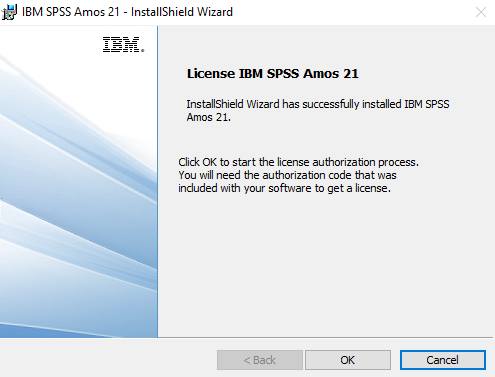 IBM SPSS Amos 21 - InstallShield Wizard
IBM.
License IBM SPSS Amos 21
InstallShield Wizard has successfully installed IBM SPSS
Amos 21.
Click OK to start the license authorization process.
You will need the authorization code that was
included with your software to get a license.
< Back
OK
Cancel